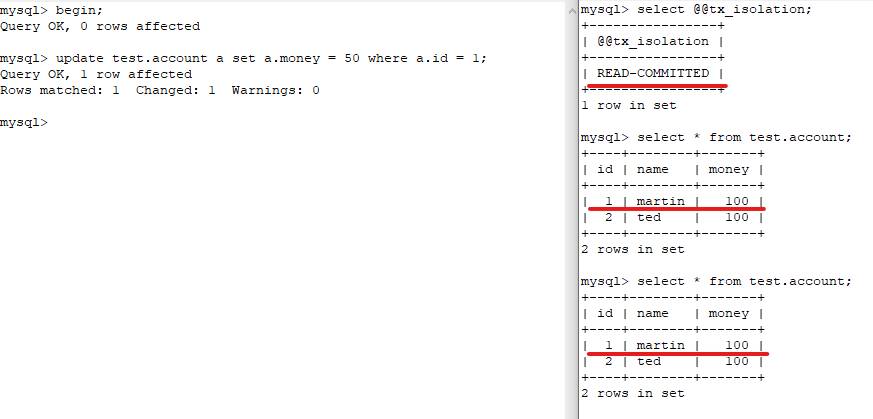 mysql> begin;
Query OK, 0 rows affected

mysql> update test.account a set a.money = 50 where a.id = 1;
Query OK, 1 row affected
Rows matched: 1  Changed: 1  Warnings: 0

mysql>
mysql> select @@tx_isolation;
+----------------+
| @@tx_isolation |
+----------------+
| READ-COMMITTED |
+----------------+
1 row in set

mysql> select * from test.account;
+----+--------+-------+
| id | name   | money |
+----+--------+-------+
|  1 | martin |   100 |
|  2 | ted    |   100 |
+----+--------+-------+
2 rows in set

mysql> select * from test.account;
+----+--------+-------+
| id | name   | money |
+----+--------+-------+
|  1 | martin |   100 |
|  2 | ted    |   100 |
+----+--------+-------+
2 rows in set